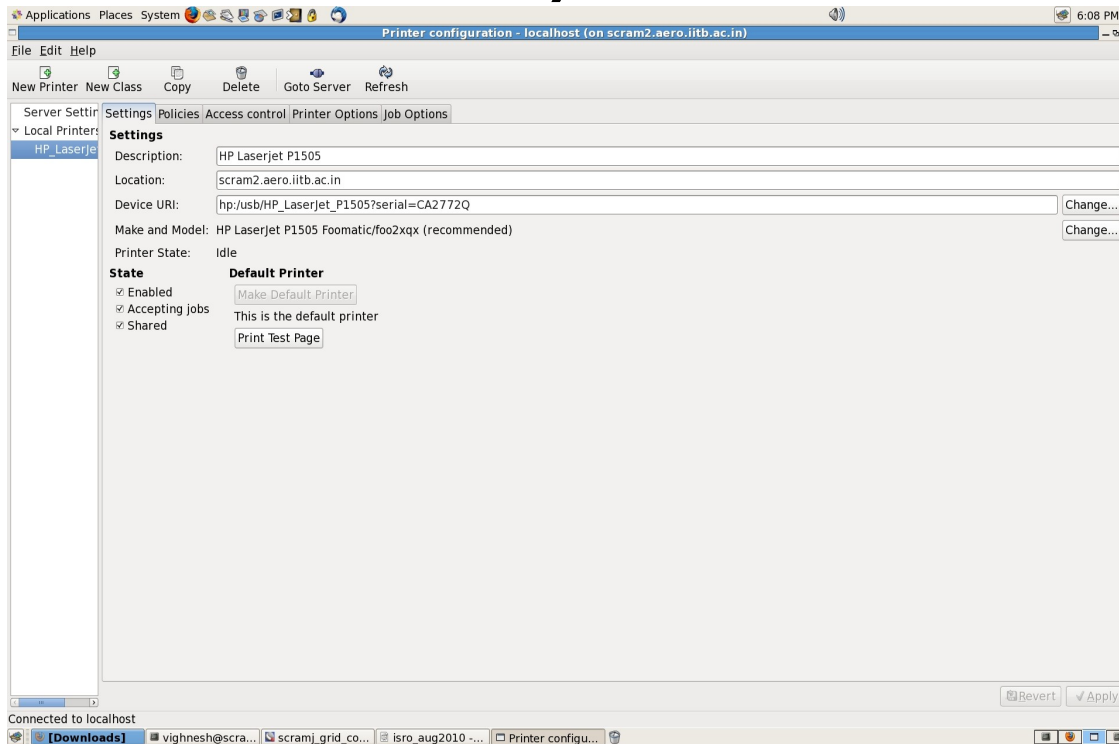 Applications Places System 6:08 PM
Printer configuration - localhost (on scram2.aero.iitb.ac.in)
File Edit Help
New Printer New Class Copy Delete Goto Server Refresh
Server Settin
Local Printers
HP_LaserJe
Settings Policies Access control Printer Options Job Options
Settings
Description: HP Laserjet P1505
Location: scram2.aero.iitb.ac.in
Device URI: hp:/usb/HP_LaserJet_P1505?serial=CA2772Q Change...
Make and Model: HP LaserJet P1505 Foomatic/foo2xqx (recommended) Change...
Printer State: Idle
State Default Printer
Enabled Make Default Printer
Accepting jobs This is the default printer
Shared Print Test Page
Revert Apply
Connected to localhost
[Downloads] vighnesh@scra... scramj_grid_co... isro_aug2010 -... Printer configu...